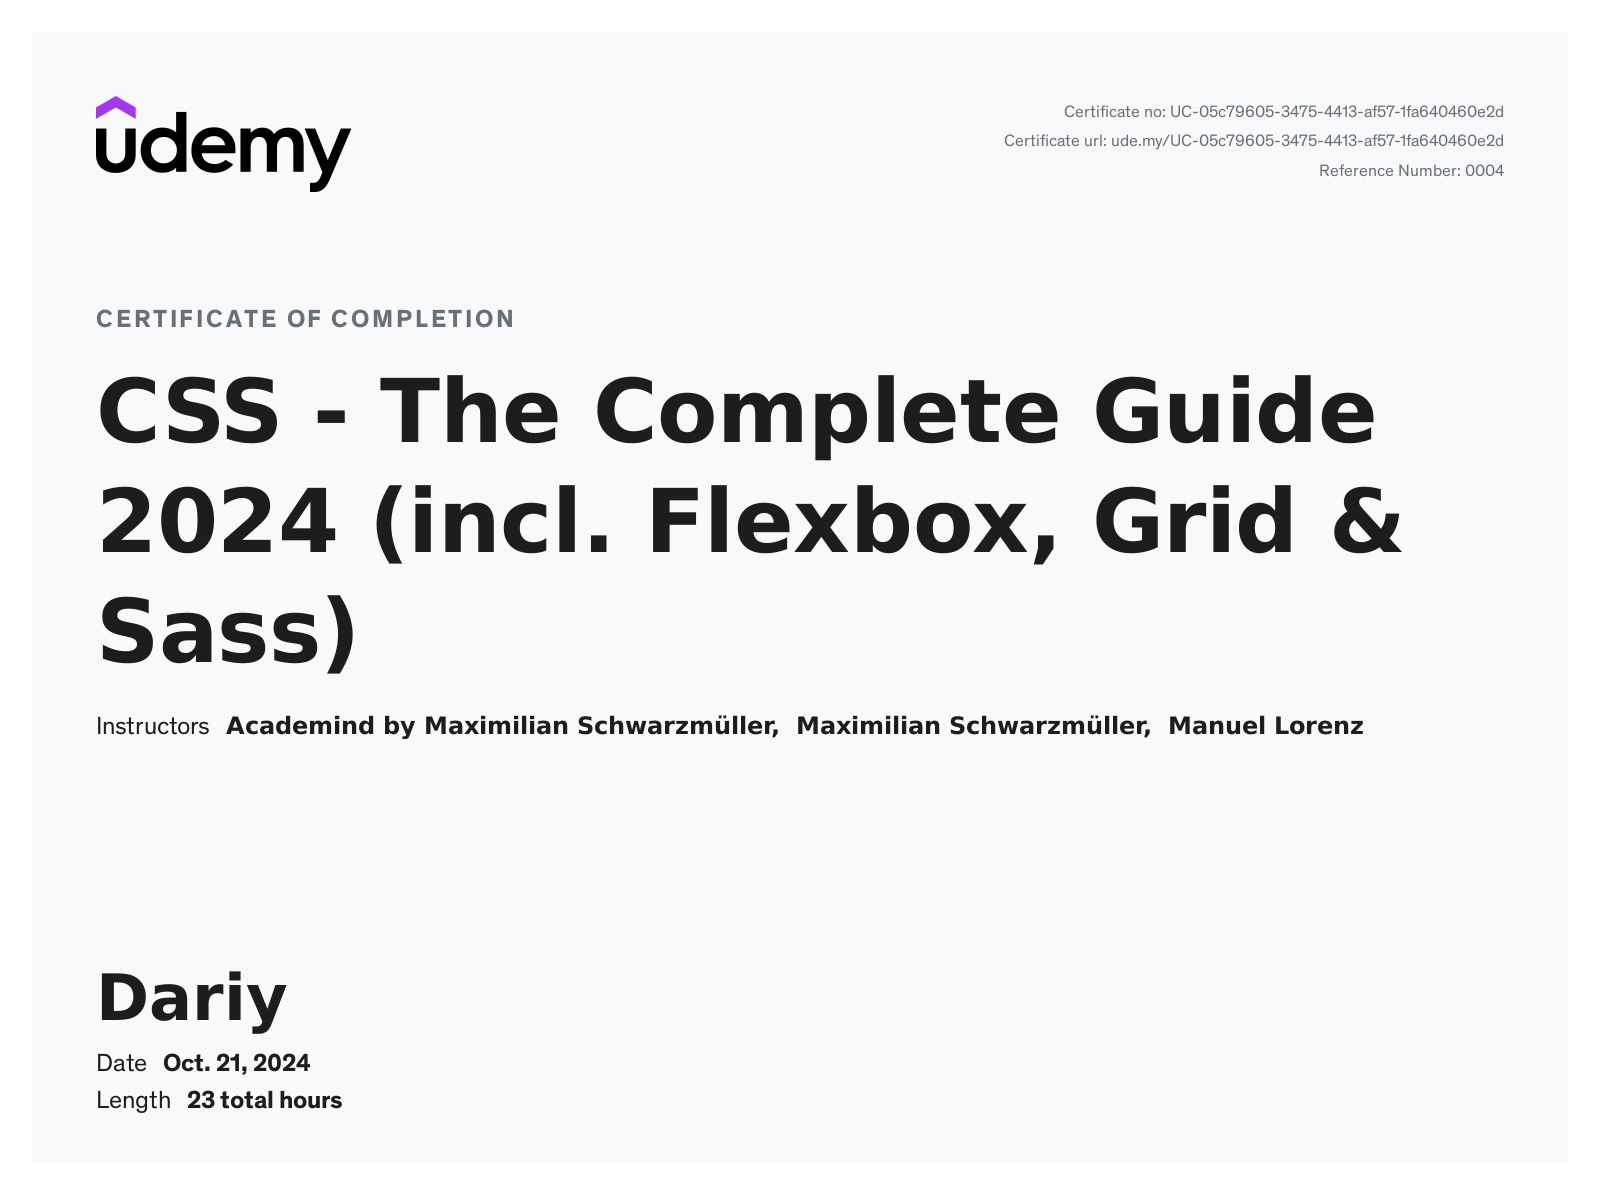 udemy
Certificate no: UC-05c79605-3475-4413-af57-1fa640460e2d
Certificate url: ude.my/UC-05c79605-3475-4413-af57-1fa640460e2d
Reference Number: 0004
CERTIFICATE OF COMPLETION
CSS - The Complete Guide
2024 (incl. Flexbox, Grid &
Sass)
Instructors Academind by Maximilian Schwarzmüller, Maximilian Schwarzmüller, Manuel Lorenz
Dariy
Date Oct. 21, 2024
Length 23 total hours